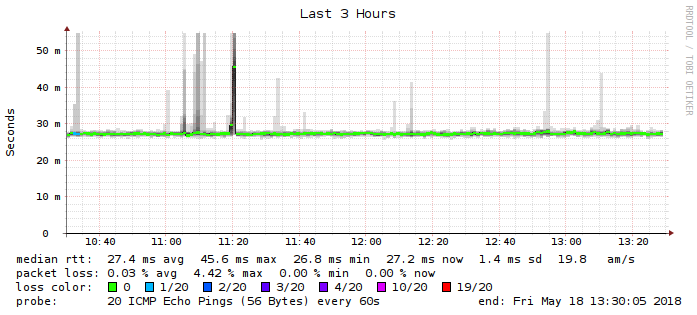 Last 3 Hours
RRDTOOL / TOBI OETIKER
Seconds
50 m
40 m
30 m
20 m
10 m
0
10:40 11:00 11:20 11:40 12:00 12:20 12:40 13:00 13:20
median rtt: 27.4 ms avg 45.6 ms max 26.8 ms min 27.2 ms now 1.4 ms sd 19.8 am/s
packet loss: 0.03 % avg 4.42 % max 0.00 % min 0.00 % now
loss color: 0 1/20 2/20 3/20 4/20 10/20 19/20
probe: 20 ICMP Echo Pings (56 Bytes) every 60s end: Fri May 18 13:30:05 2018